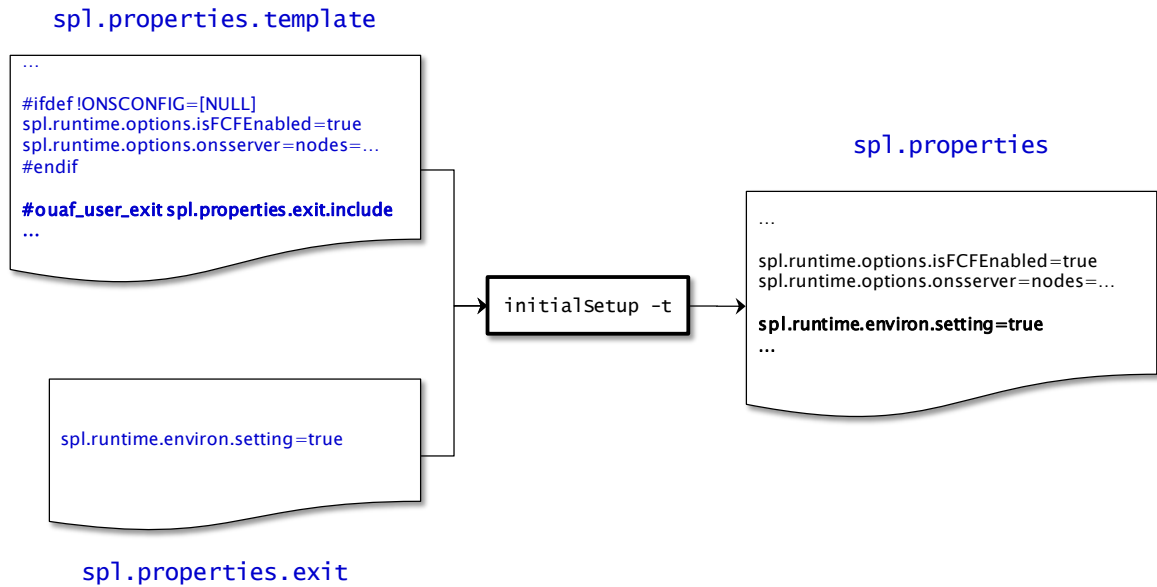 spl.properties.template
...
#ifdef !ONSCONFIG=[NULL]
spl.runtime.options.isFCFEnabled=true
spl.runtime.options.onsserver=nodes=...
#endif
#ouaf_user_exit spl.properties.exit.include
...
spl.runtime.environ.setting=true
spl.properties.exit
initialSetup -t
spl.properties
...
spl.runtime.options.isFCFEnabled=true
spl.runtime.options.onsserver=nodes=...
spl.runtime.environ.setting=true
...